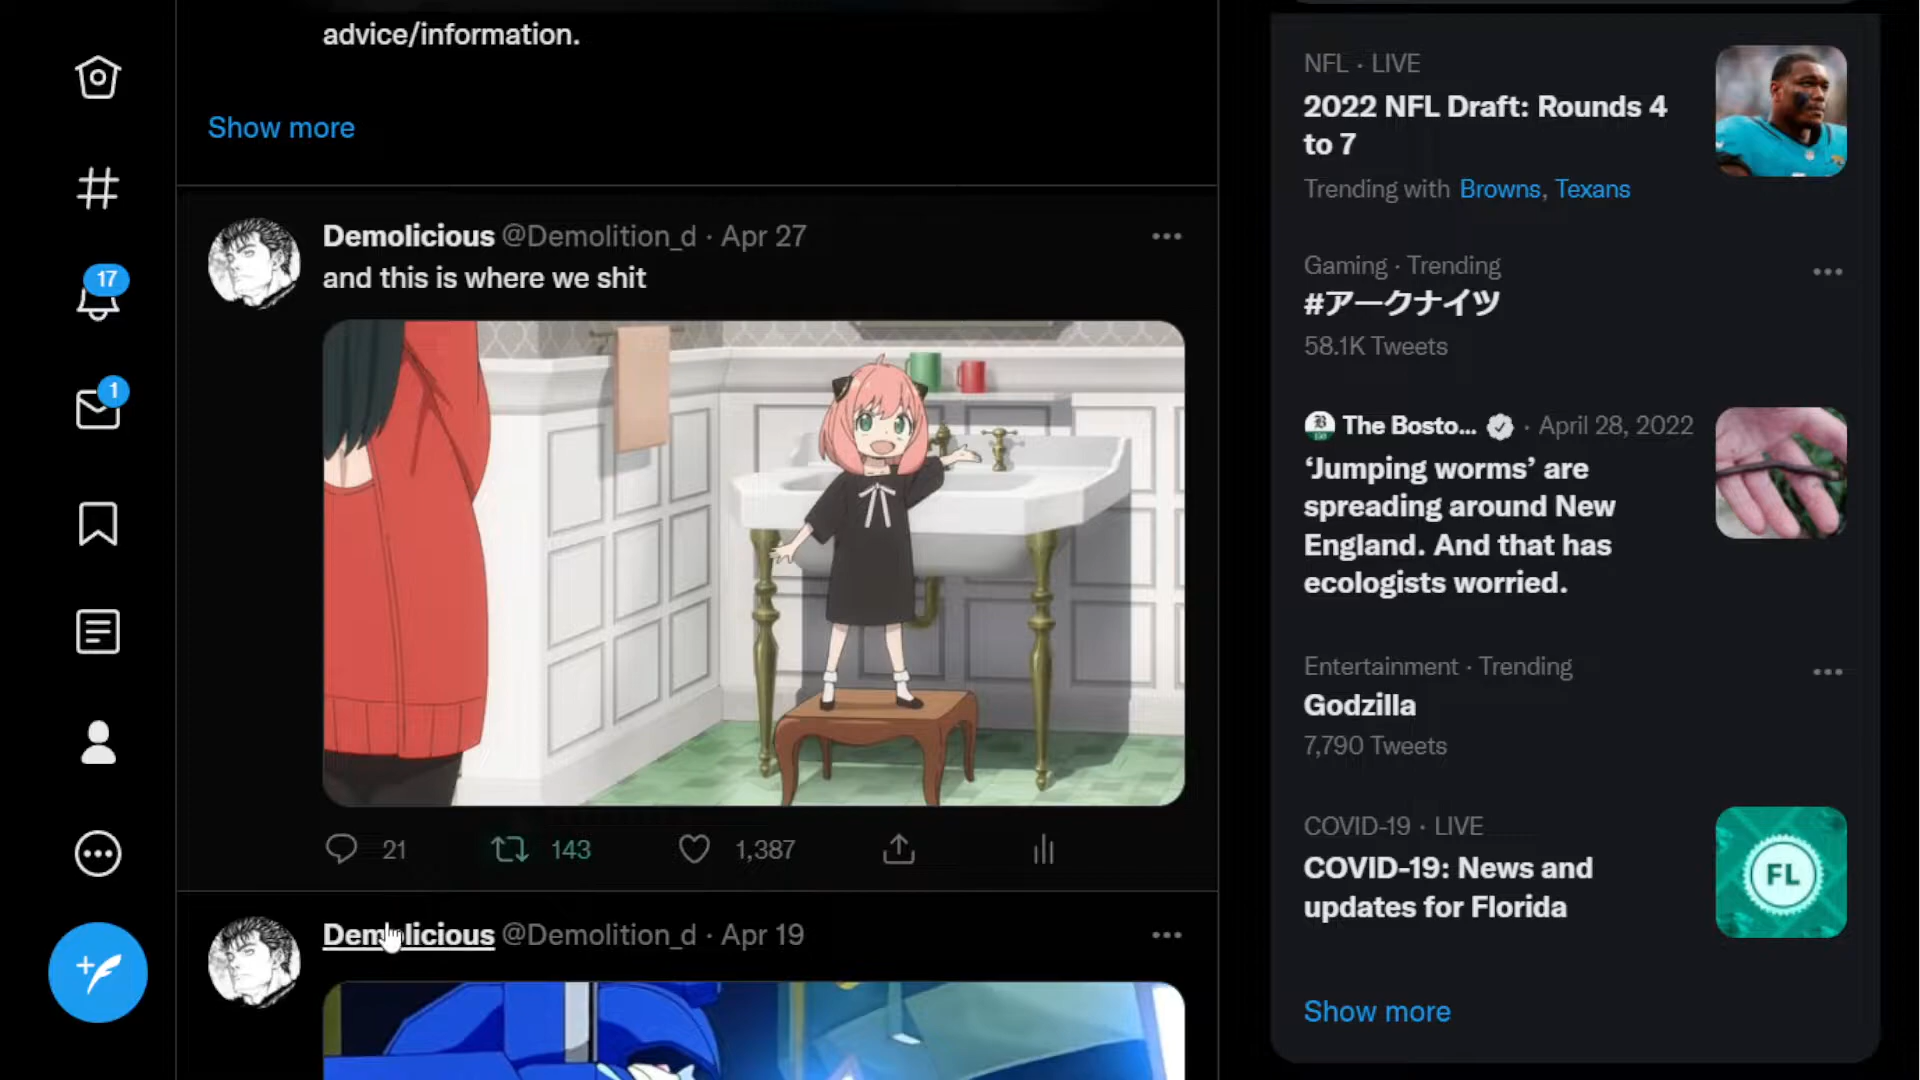 advice/information.
Show more
17
1
Demolicious @Demolition_d · Apr 27
and this is where we shit
21
143
1,387
Demolicious @Demolition_d · Apr 19
NFL · LIVE
2022 NFL Draft: Rounds 4
to 7
Trending with Browns, Texans
Gaming · Trending
#アークナイツ
58.1K Tweets
The Bosto... · April 28, 2022
‘Jumping worms’ are
spreading around New
England. And that has
ecologists worried.
Entertainment · Trending
Godzilla
7,790 Tweets
COVID-19 · LIVE
COVID-19: News and
updates for Florida
FL
Show more